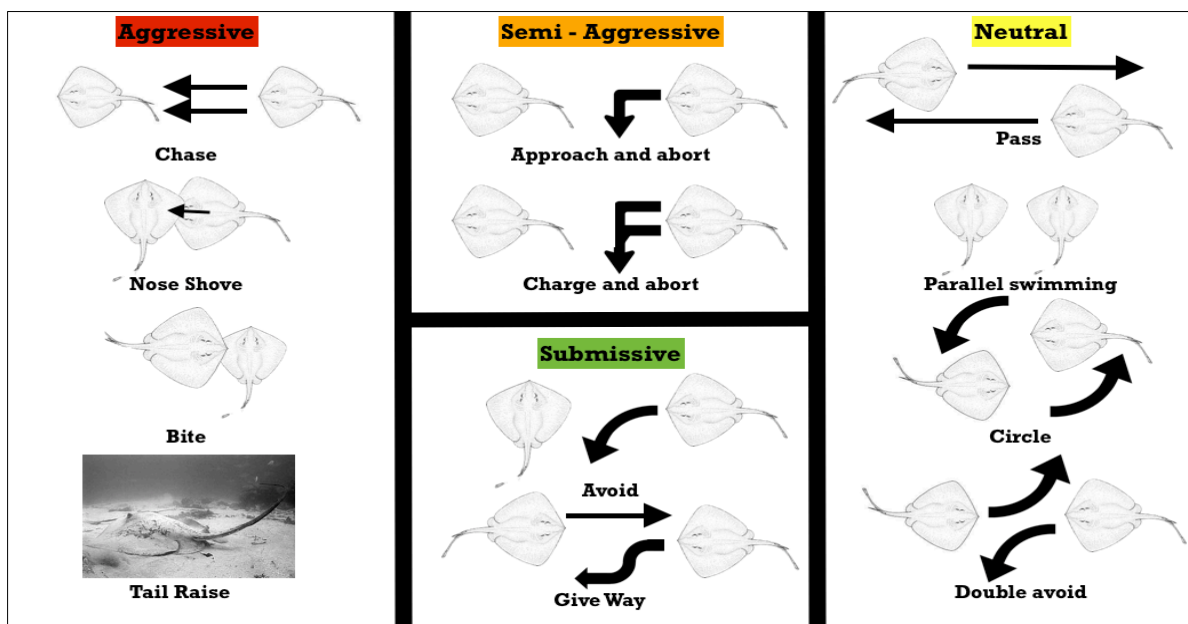 Aggressive
Chase
Nose Shove
Bite
Tail Raise
Semi - Aggressive
Approach and abort
Charge and abort
Submissive
Avoid
Give Way
Neutral
Pass
Parallel swimming
Circle
Double avoid